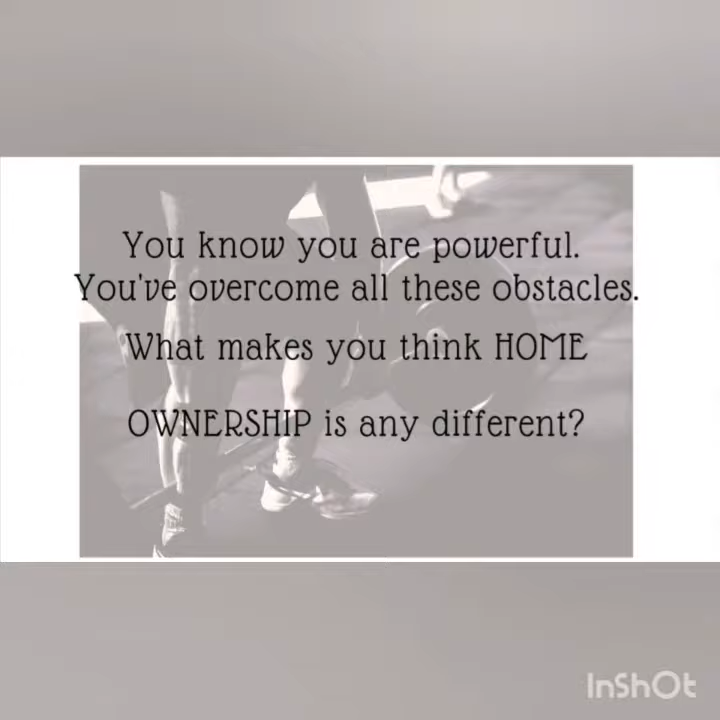 You know you are powerful.
You've overcome all these obstacles.
What makes you think HOME
OWNERSHIP is any different?
InShOt